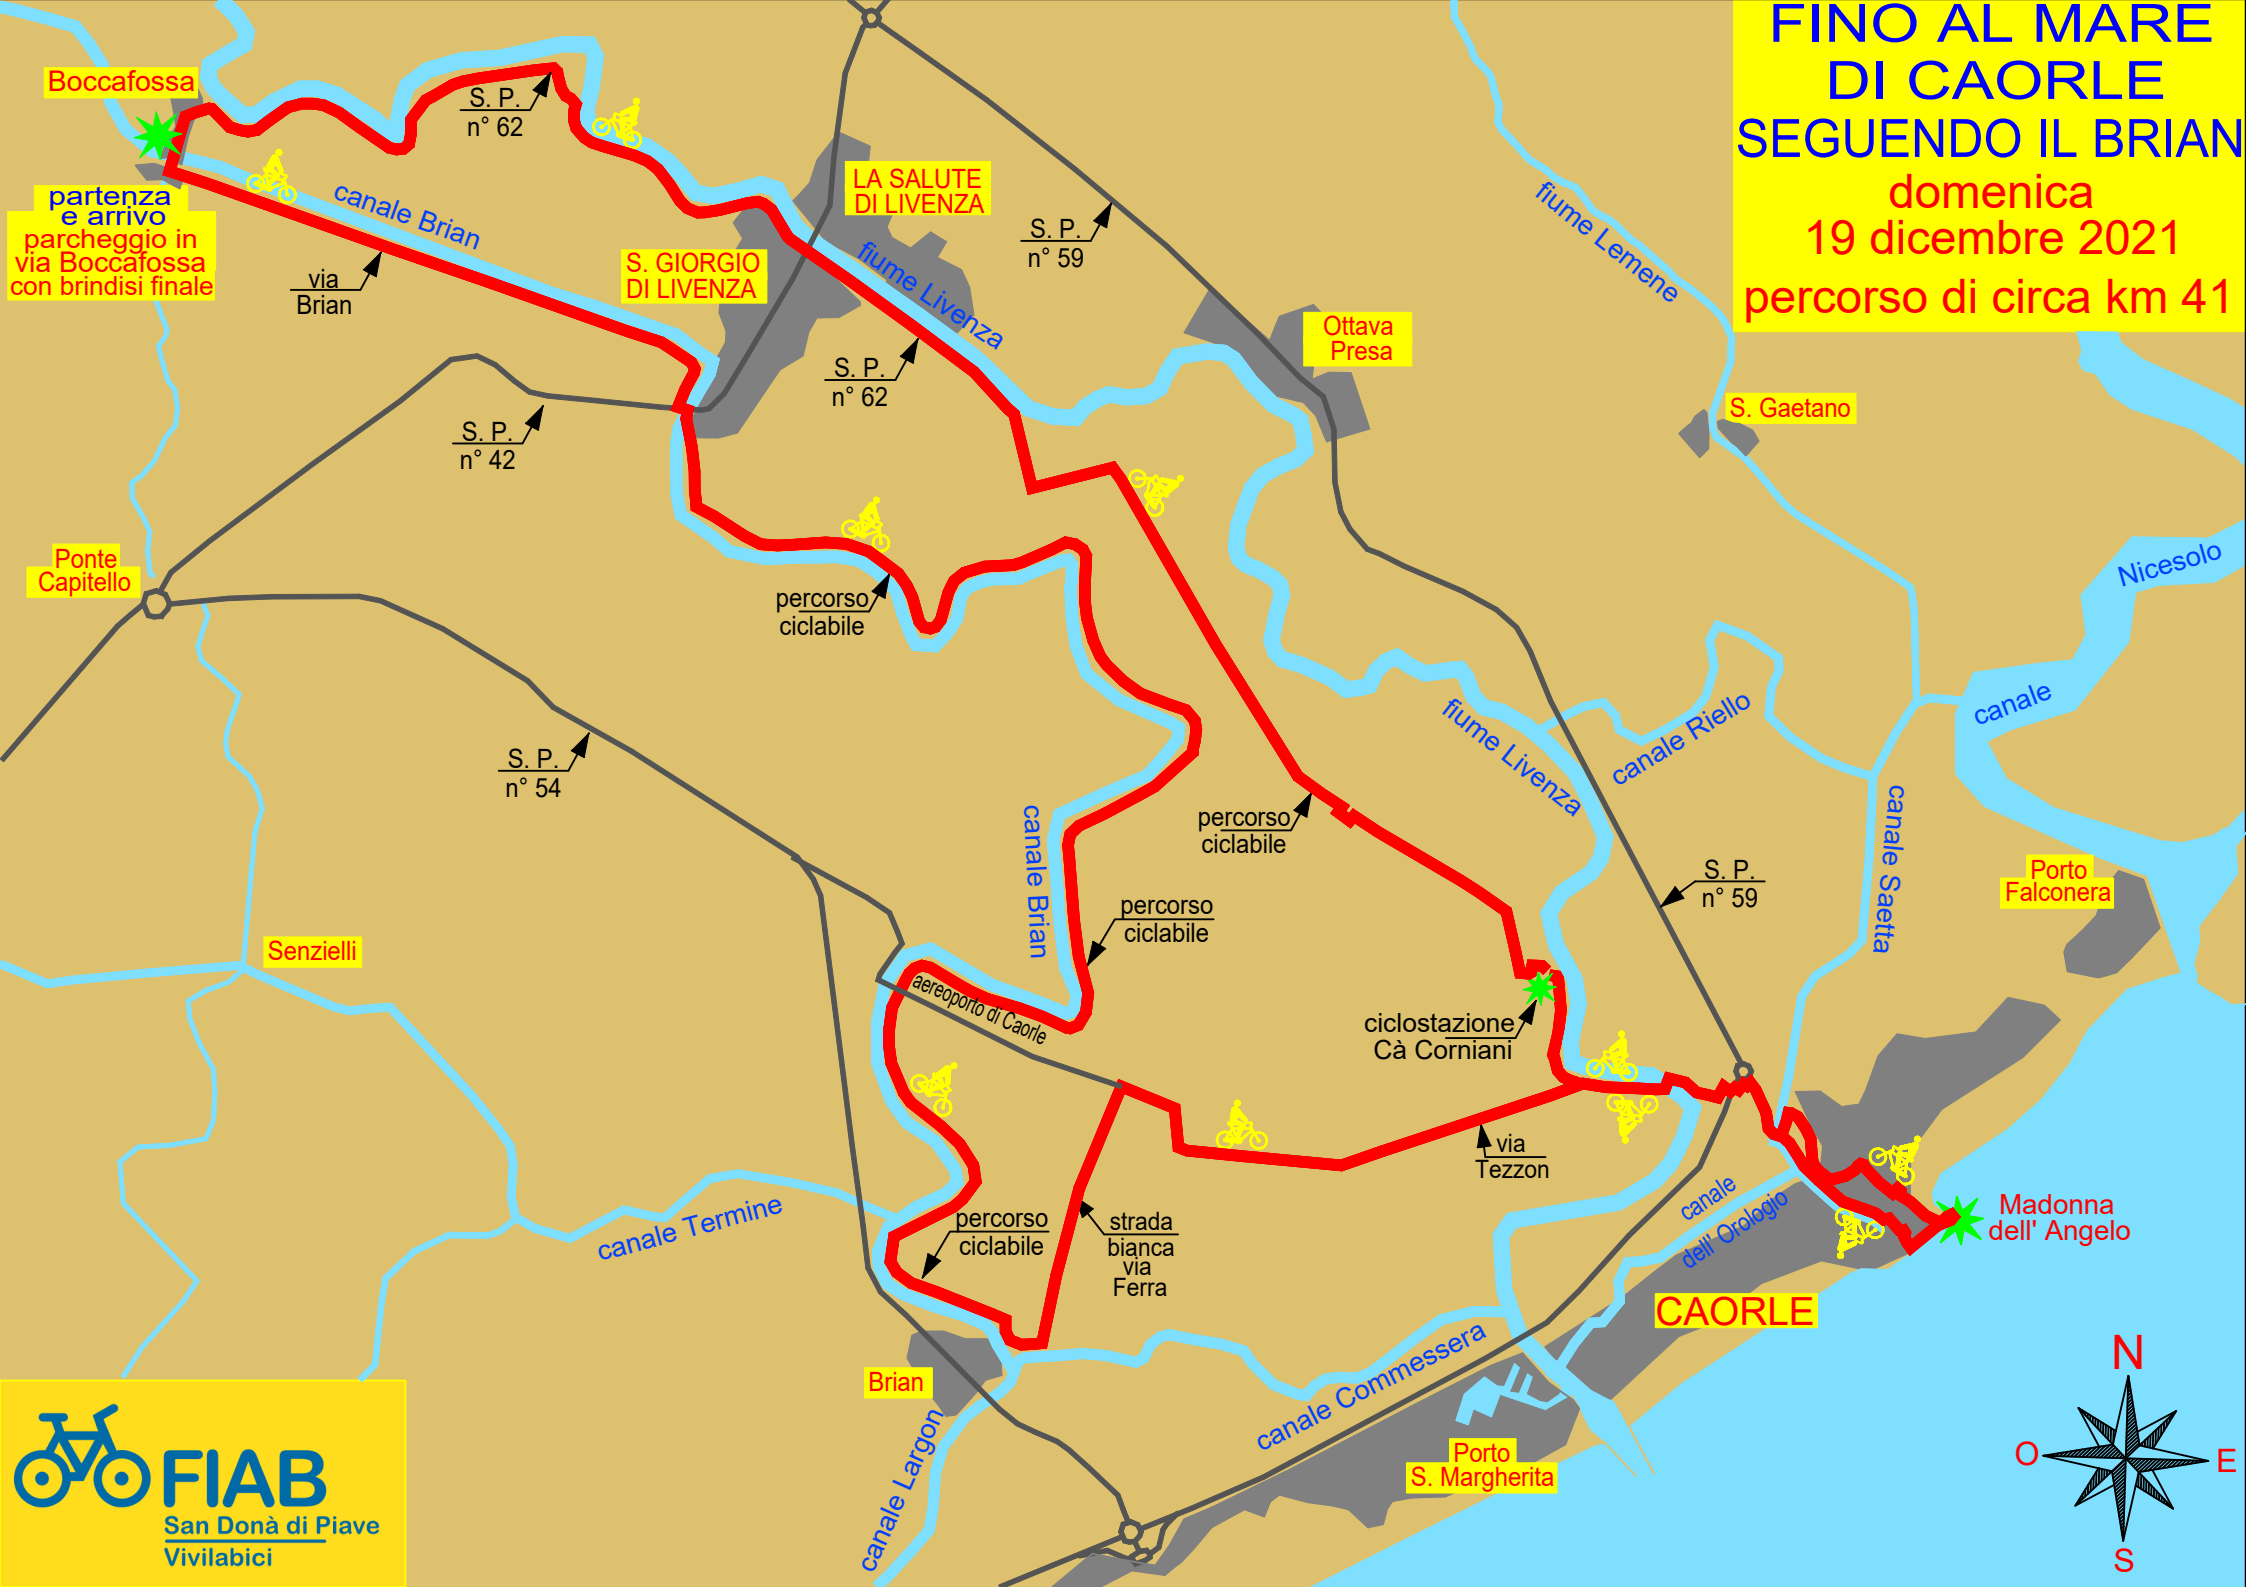 FINO AL MARE
DI CAORLE
SEGUENDO IL BRIAN
domenica
19 dicembre 2021
percorso di circa km 41
Boccafossa
partenza
e arrivo
parcheggio in
via Boccafossa
con brindisi finale
S. P.
n° 62
canale Brian
via
Brian
LA SALUTE
DI LIVENZA
S. GIORGIO
DI LIVENZA
fiume Livenza
S. P.
n° 62
S. P.
n° 59
Ottava
Presa
fiume Lemene
S. Gaetano
S. P.
n° 42
Ponte
Capitello
percorso
ciclabile
Nicesolo
canale
fiume Livenza
canale Riello
S. P.
n° 54
canale Brian
percorso
ciclabile
canale Saetta
S. P.
n° 59
Porto
Falconera
percorso
ciclabile
Senzielli
aereoporto di Caorle
ciclostazione
Cà Corniani
via
Tezzon
canale Termine
percorso
ciclabile
strada
bianca
via
Ferra
canale
dell' Orologio
Madonna
dell' Angelo
CAORLE
Brian
canale Commessera
canale Largon
Porto
S. Margherita
N
O
E
S
FIAB
San Donà di Piave
Vivilabici